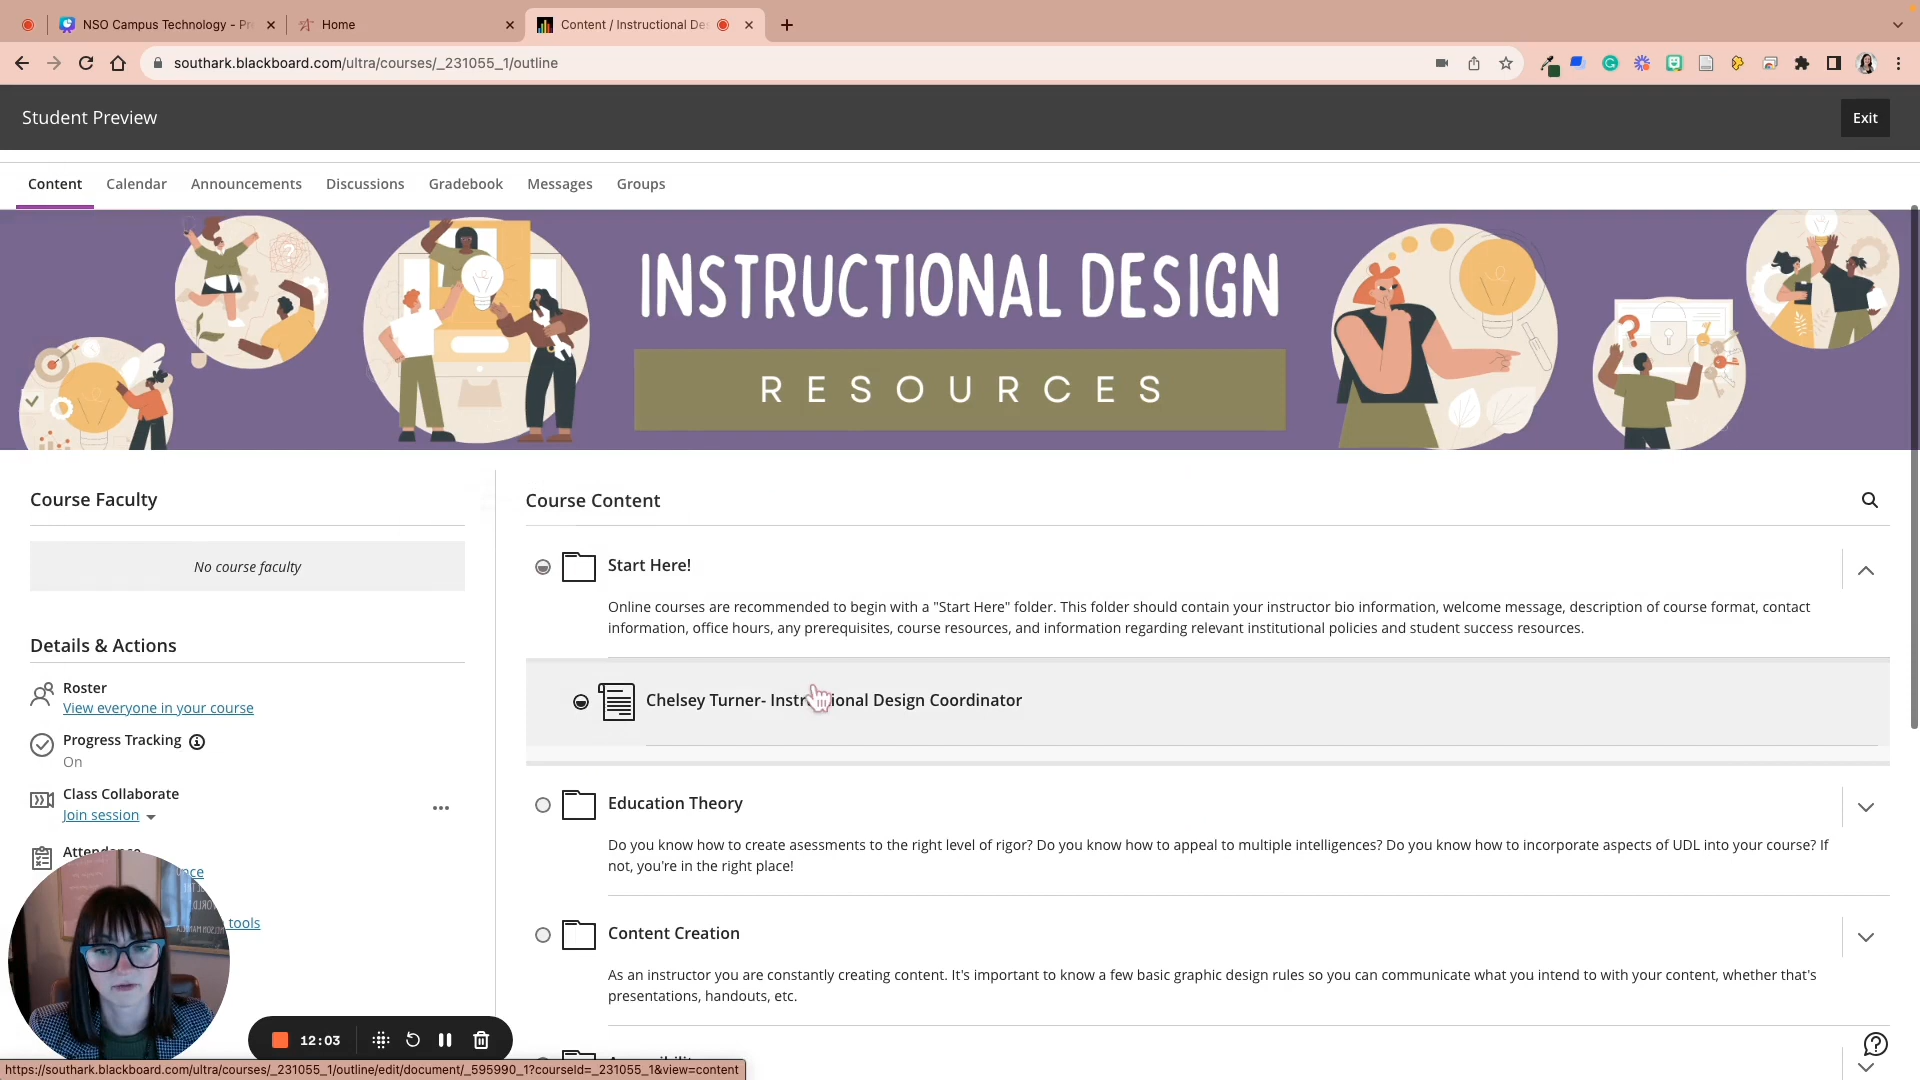 NSO Campus Technology - Pr
Home
Content / Instructional Des
southark.blackboard.com/ultra/courses/_231055_1/outline
Student Preview
Exit
Content
Calendar
Announcements
Discussions
Gradebook
Messages
Groups
INSTRUCTIONAL DESIGN
RESOURCES
Course Faculty
No course faculty
Details & Actions
Roster
View everyone in your course
Progress Tracking
On
Class Collaborate
Join session
Attendance
tools
Course Content
Start Here!
Online courses are recommended to begin with a "Start Here" folder. This folder should contain your instructor bio information, welcome message, description of course format, contact
information, office hours, any prerequisites, course resources, and information regarding relevant institutional policies and student success resources.
Chelsey Turner- Instructional Design Coordinator
Education Theory
Do you know how to create asessments to the right level of rigor? Do you know how to appeal to multiple intelligences? Do you know how to incorporate aspects of UDL into your course? If
not, you're in the right place!
Content Creation
As an instructor you are constantly creating content. It's important to know a few basic graphic design rules so you can communicate what you intend to with your content, whether that's
presentations, handouts, etc.
12:03
https://southark.blackboard.com/ultra/courses/_231055_1/outline/edit/document/_595990_1?courseId=_231055_1&view=content